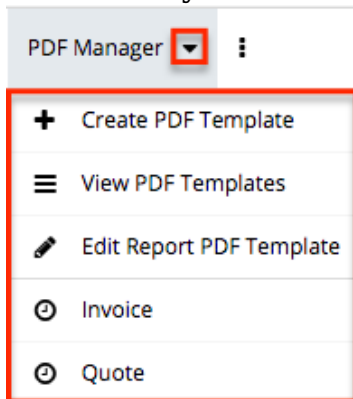 PDF Manager
Create PDF Template
View PDF Templates
Edit Report PDF Template
Invoice
Quote